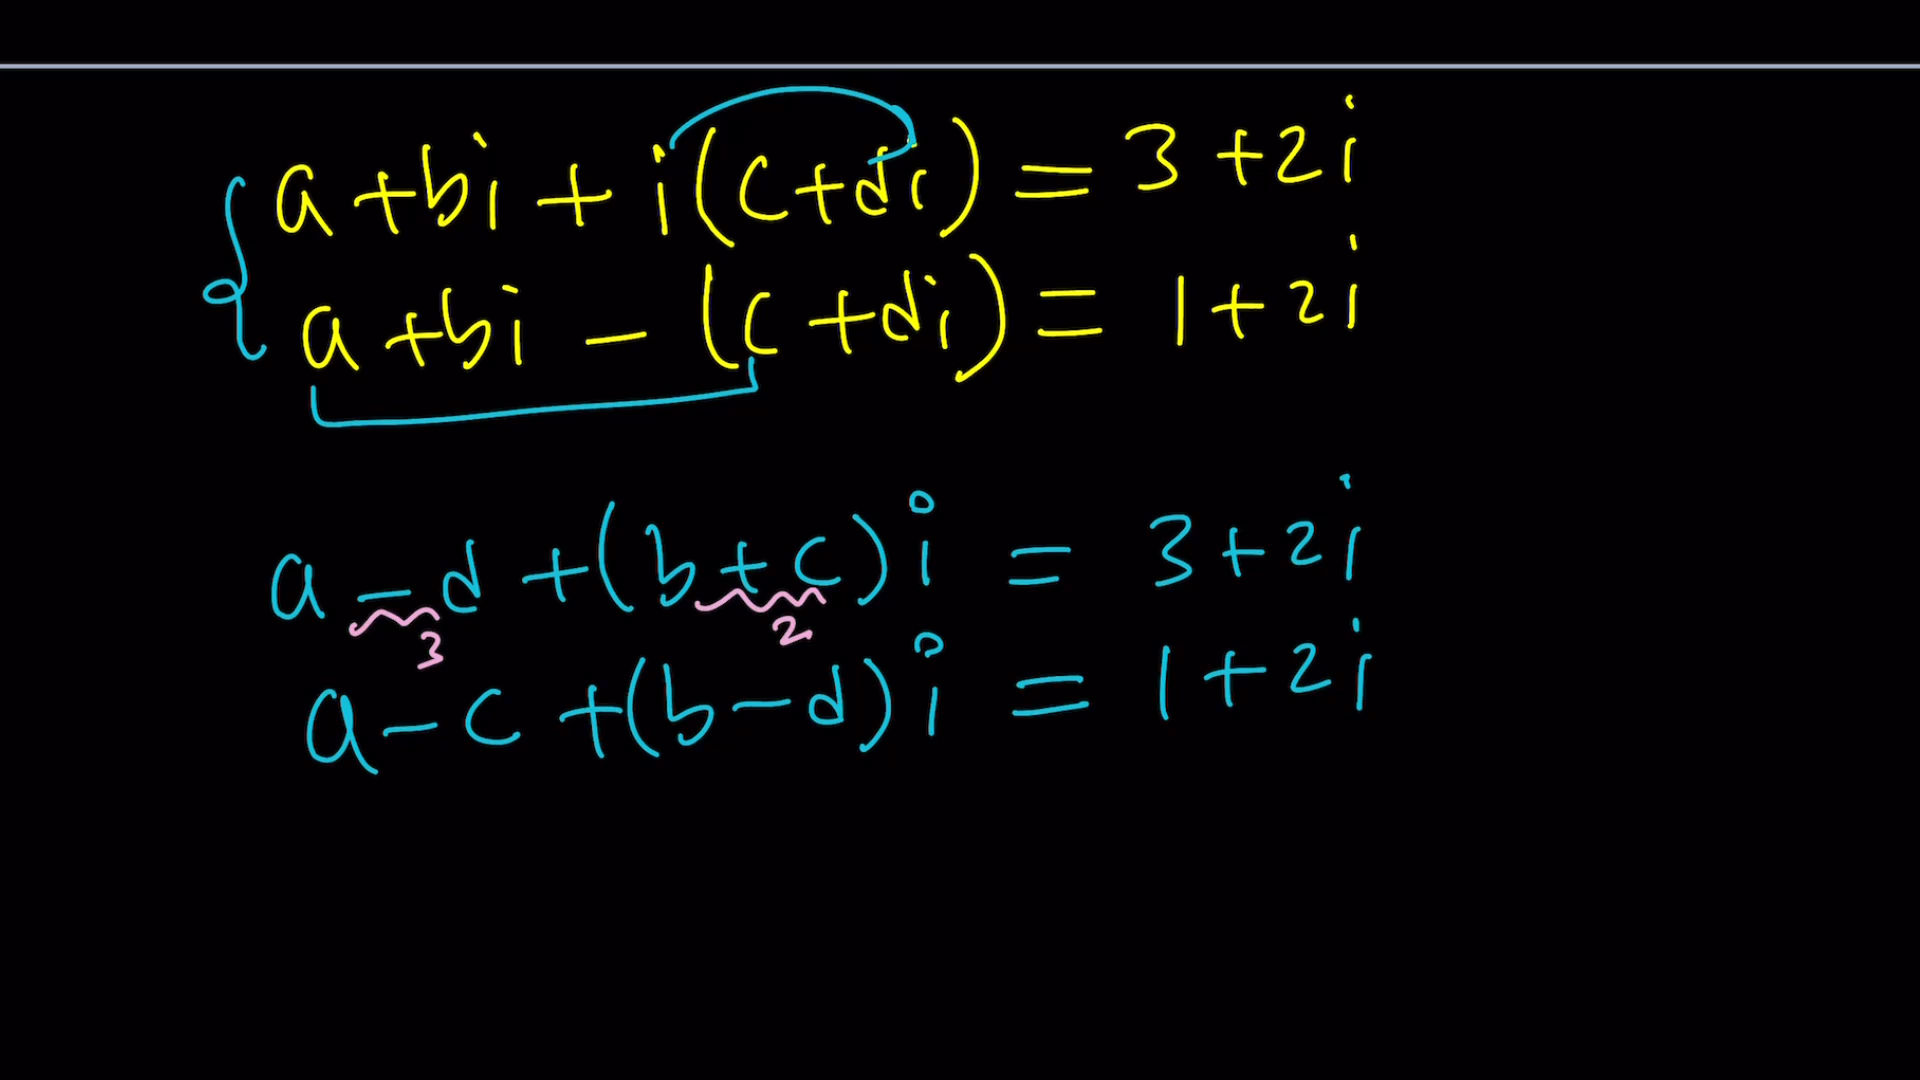 a + bi + i(c + di) = 3 + 2i
a + bi - (c + di) = 1 + 2i
a - d + (b + c)i = 3 + 2i
3 2
a - c + (b - d)i = 1 + 2i